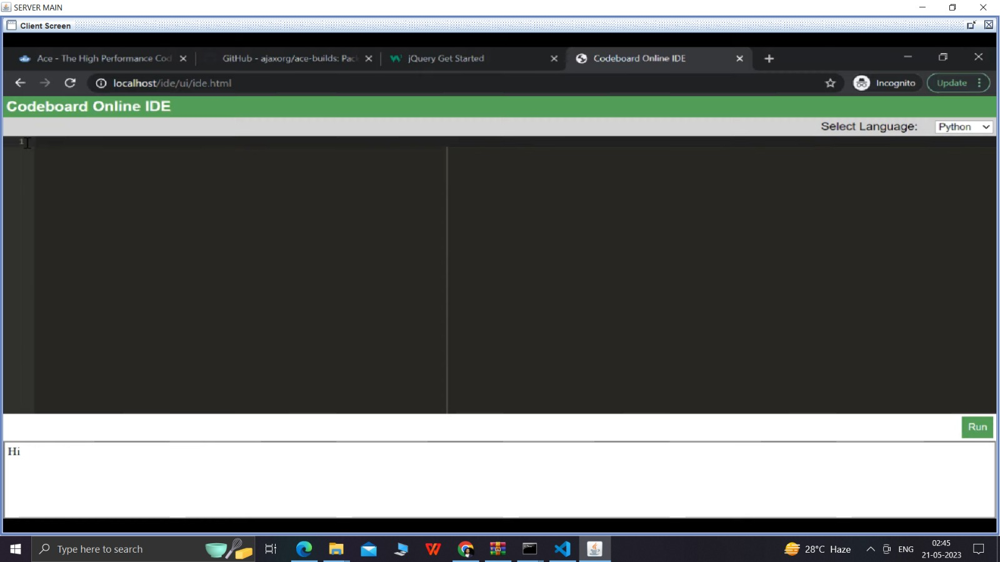 SERVER MAIN
Client Screen
Ace - The High Performance Cod
GitHub - ajaxorg/ace-builds: Pac
jQuery Get Started
Codeboard Online IDE
localhost/ide/ui/ide.html
Incognito
Update
Codeboard Online IDE
Select Language:
Python
1
Run
Hi
Type here to search
28°C Haze
ENG
02:45
21-05-2023